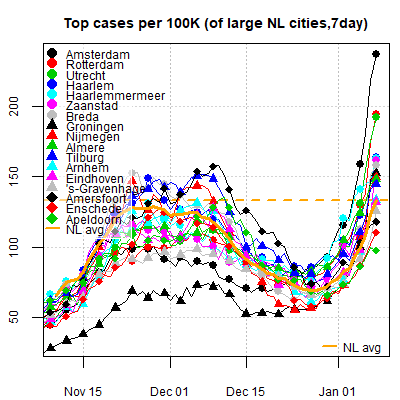 Top cases per 100K (of large NL cities,7day)
Amsterdam
Rotterdam
Utrecht
Haarlem
Haarlemmermeer
Zaanstad
Breda
Groningen
Nijmegen
Almere
Tilburg
Arnhem
Eindhoven
's-Gravenhage
Amersfoort
Enschede
Apeldoorn
NL avg
200
150
100
50
NL avg
Nov 15
Dec 01
Dec 15
Jan 01